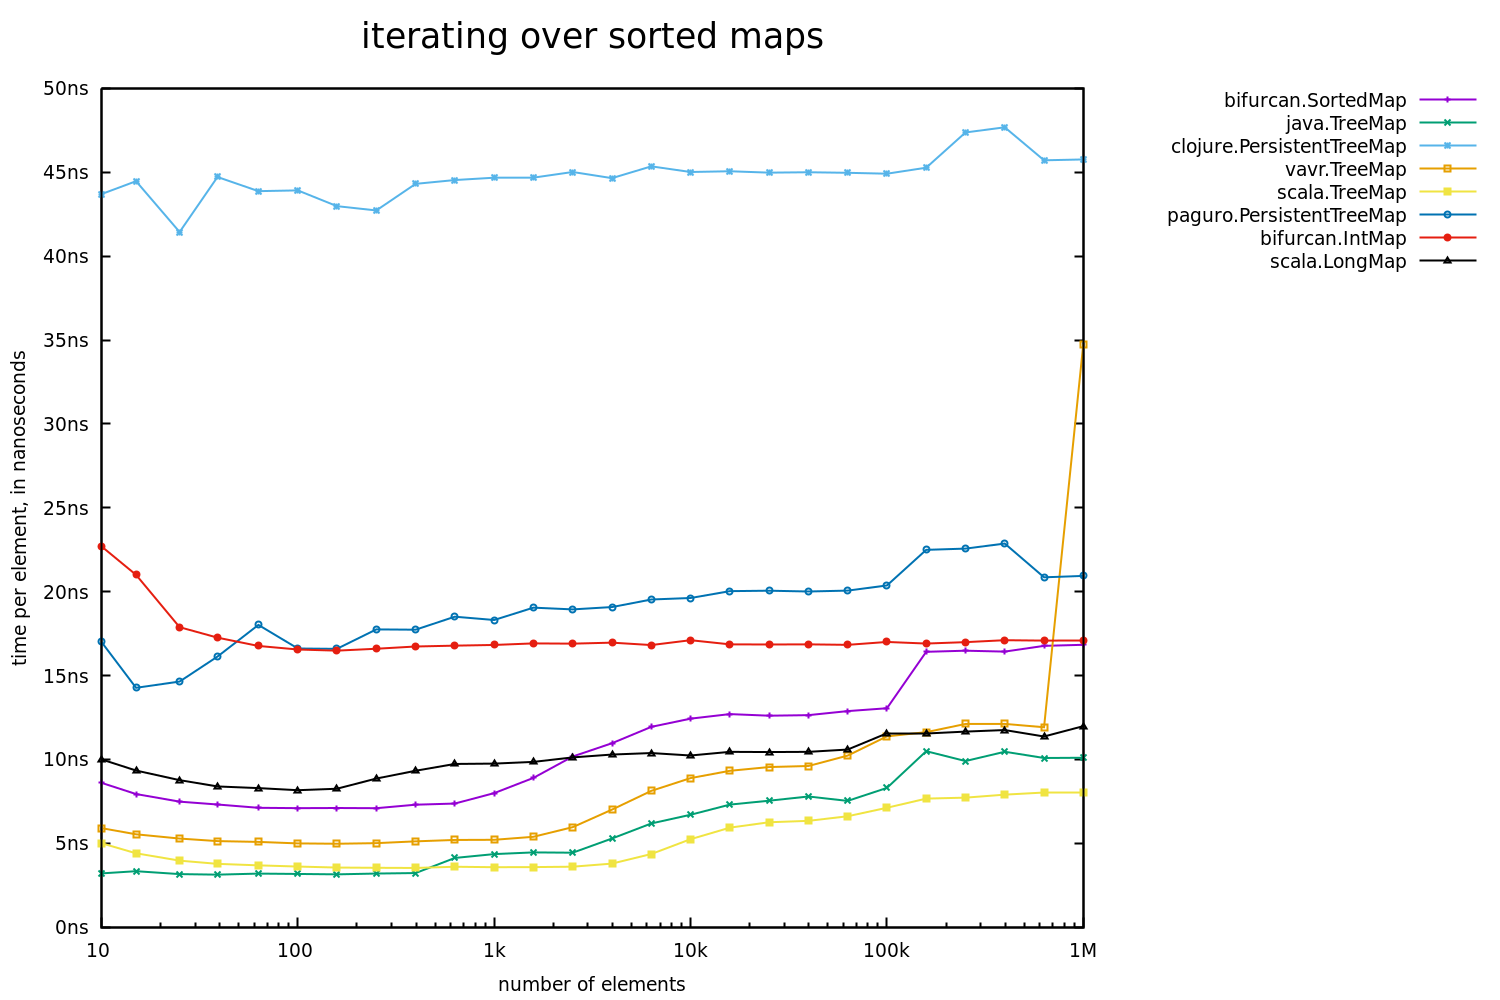 iterating over sorted maps
50ns
45ns
40ns
35ns
30ns
25ns
20ns
15ns
10ns
5ns
0ns
time per element, in nanoseconds
10
100
1k
10k
100k
1M
number of elements
bifurcan.SortedMap
java.TreeMap
clojure.PersistentTreeMap
vavr.TreeMap
scala.TreeMap
paguro.PersistentTreeMap
bifurcan.IntMap
scala.LongMap